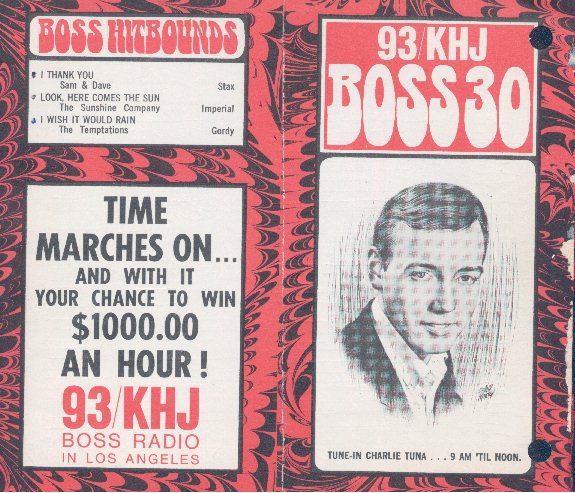 BOSS HITBOUNDS
I THANK YOU
Sam & Dave Stax
LOOK, HERE COMES THE SUN
The Sunshine Company Imperial
I WISH IT WOULD RAIN
The Temptations Gordy
TIME
MARCHES ON...
AND WITH IT
YOUR CHANCE TO WIN
$1000.00
AN HOUR!
93/KHJ
BOSS RADIO
IN LOS ANGELES
93/KHJ
BOSS 30
TUNE-IN CHARLIE TUNA . . . 9 AM 'TIL NOON.